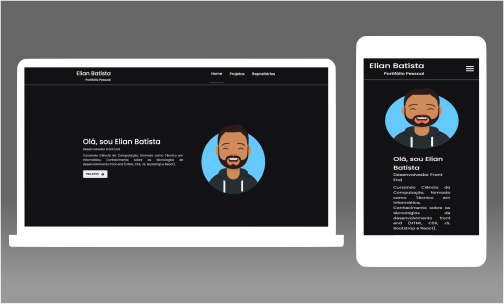 Elian Batista
Portifólio Pessoal
Home Projetos Repositórios
Olá, sou Elian Batista
Desenvolvedor Front End
Cursando Ciência da Computação, formado como Técnico em
Informática; Conhecimento sobre as tecnologias de
desenvolvimento front end (HTML, CSS, JS, Bootstrap e React).
Elian Batista
Portifólio Pessoal
Olá, sou Elian
Batista
Desenvolvedor Front
End
Cursando Ciência da
Computação, formado
como Técnico em
Informática;
Conhecimento sobre as
tecnologias de
desenvolvimento front
end (HTML, CSS, JS,
Bootstrap e React).